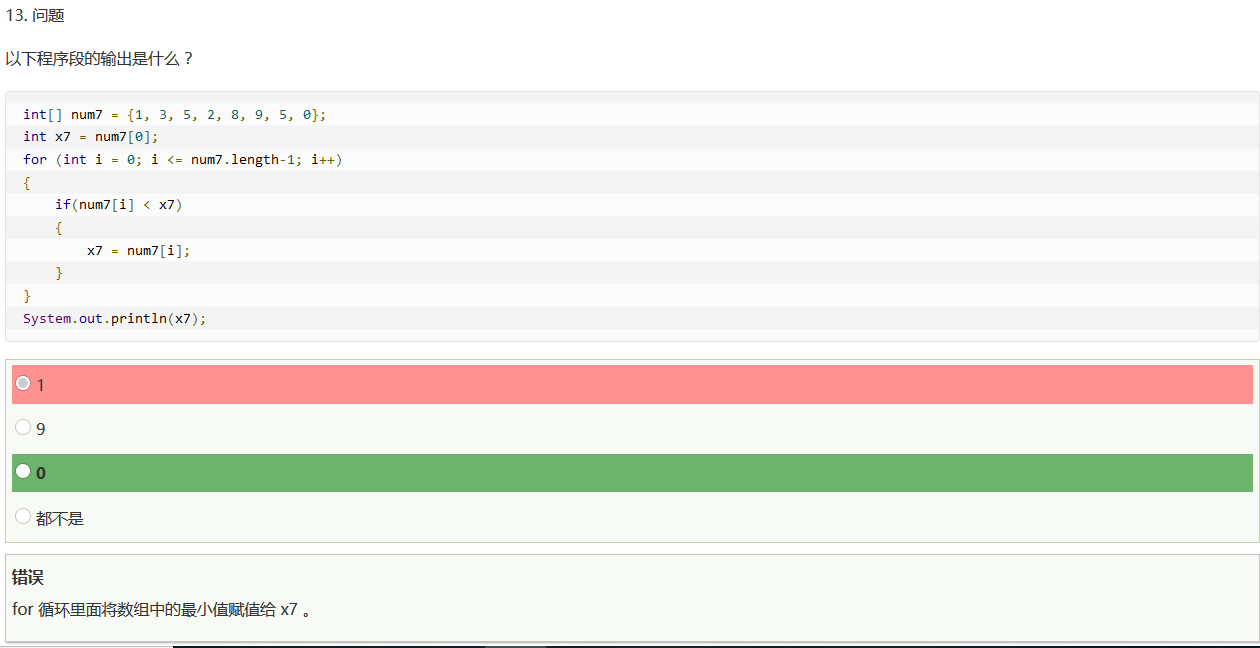 13. 问题
以下程序段的输出是什么？
int[] num7 = {1, 3, 5, 2, 8, 9, 5, 0};
int x7 = num7[0];
for (int i = 0; i <= num7.length-1; i++)
{
    if(num7[i] < x7)
    {
        x7 = num7[i];
    }
}
System.out.println(x7);
1
9
0
都不是
错误
for 循环里面将数组中的最小值赋值给 x7 。